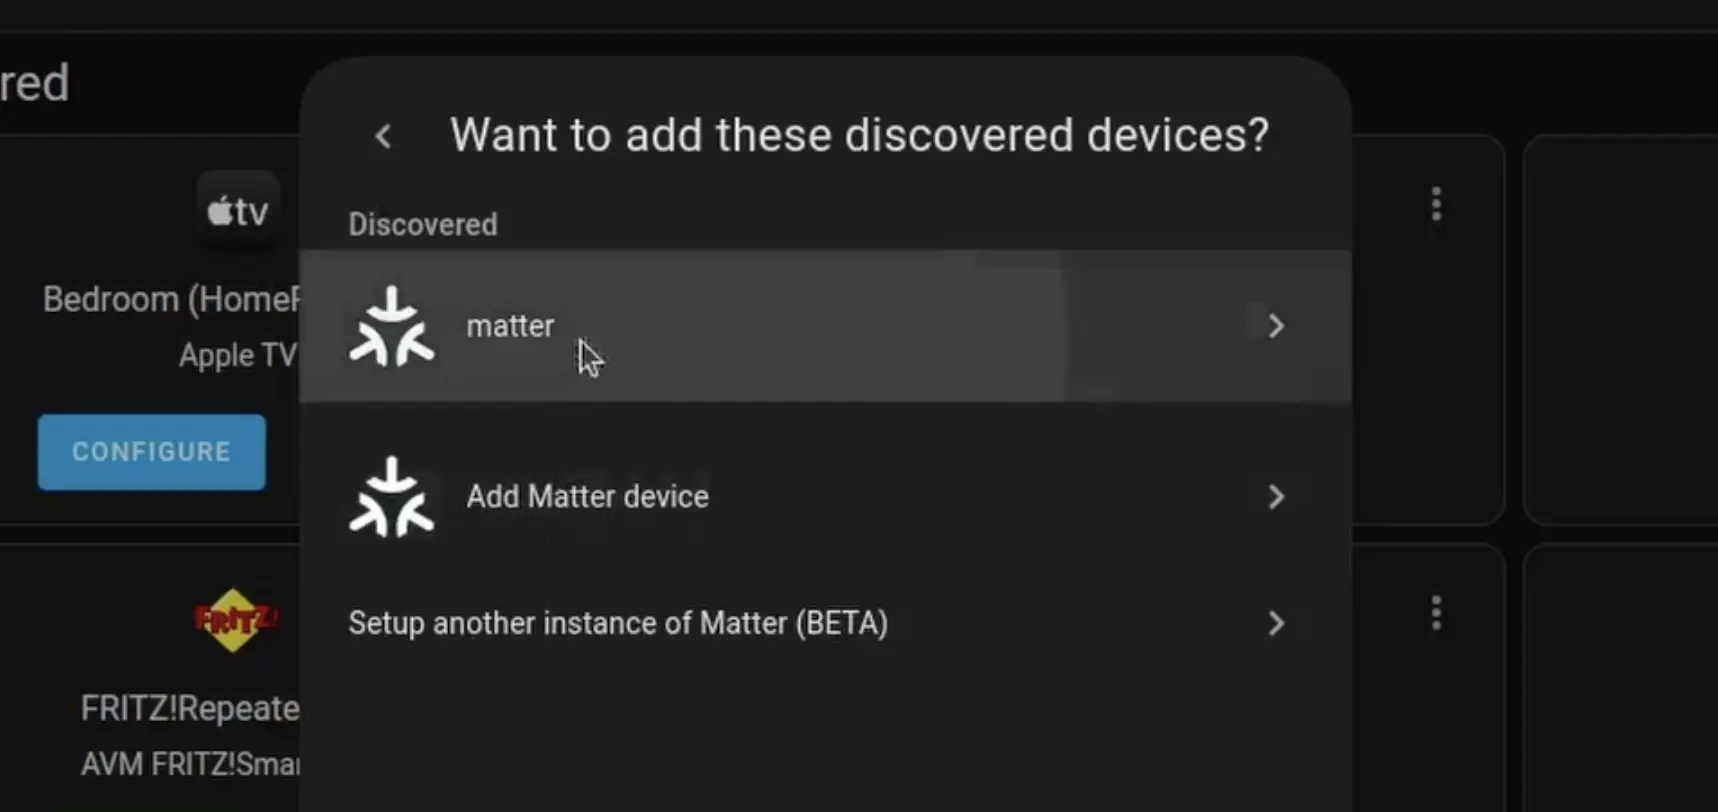 red
Want to add these discovered devices?
Discovered
tv
Bedroom (Home
matter
Apple TV
CONFIGURE
Add Matter device
FRITZ!
Setup another instance of Matter (BETA)
FRITZ!Repeate
AVM FRITZ!Smar